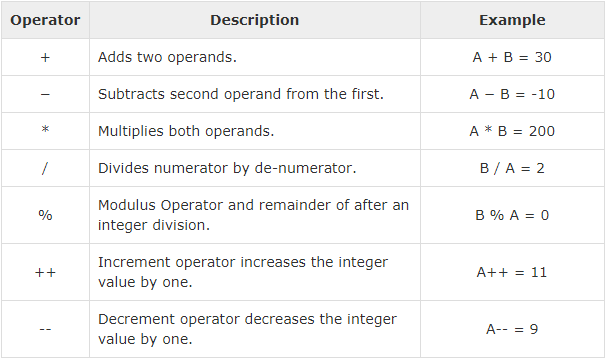 Operator Description Example
+ Adds two operands. A + B = 30
− Subtracts second operand from the first. A − B = -10
* Multiplies both operands. A * B = 200
/ Divides numerator by de-numerator. B / A = 2
% Modulus Operator and remainder of after an
integer division. B % A = 0
++ Increment operator increases the integer
value by one. A++ = 11
-- Decrement operator decreases the integer
value by one. A-- = 9